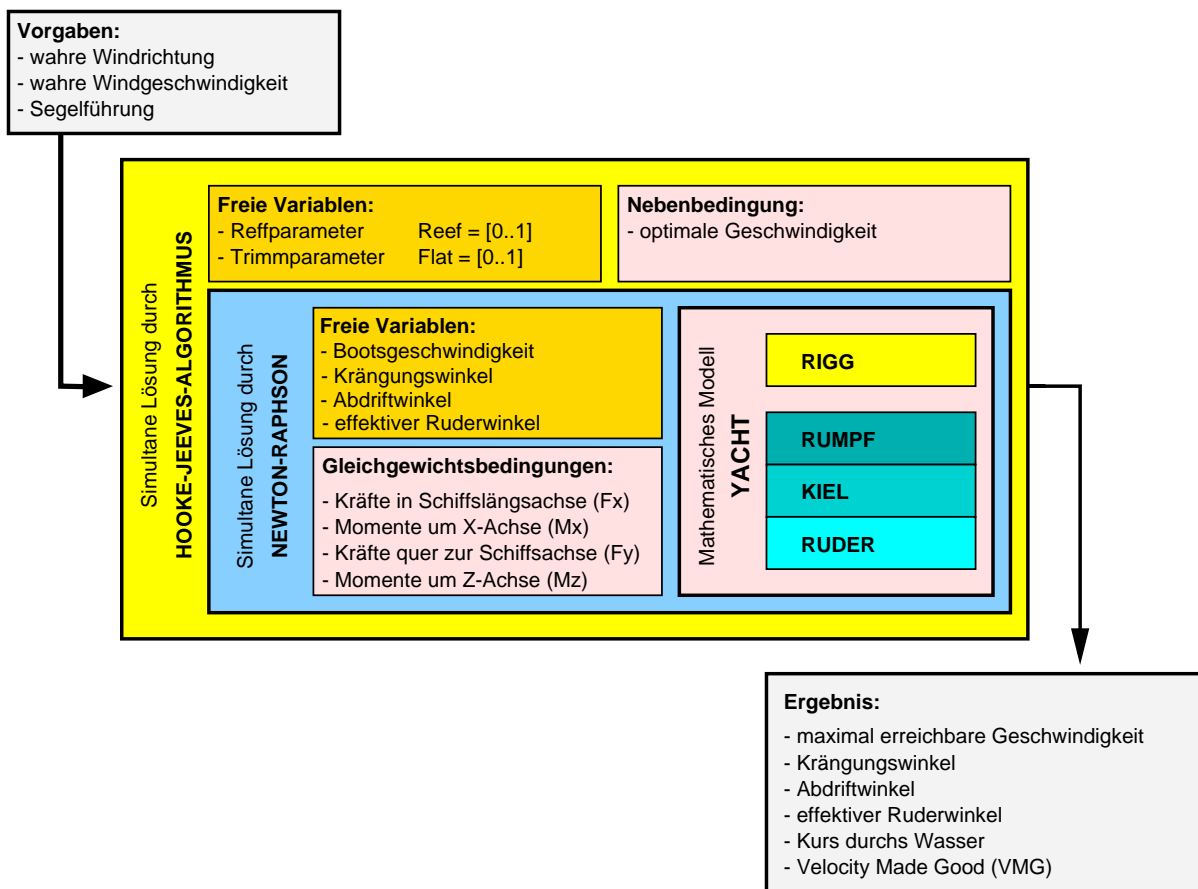 Vorgaben:
- wahre Windrichtung
- wahre Windgeschwindigkeit
- Segelführung
Simultane Lösung durch
HOOKE-JEEVES-ALGORITHMUS
Freie Variablen:
- Reffparameter Reef = [0..1]
- Trimmparameter Flat = [0..1]
Nebenbedingung:
- optimale Geschwindigkeit
Simultane Lösung durch
NEWTON-RAPHSON
Freie Variablen:
- Bootsgeschwindigkeit
- Krängungswinkel
- Abdriftwinkel
- effektiver Ruderwinkel
Gleichgewichtsbedingungen:
- Kräfte in Schiffslängsachse (Fx)
- Momente um X-Achse (Mx)
- Kräfte quer zur Schiffsachse (Fy)
- Momente um Z-Achse (Mz)
Mathematisches Modell
YACHT
RIGG
RUMPF
KIEL
RUDER
Ergebnis:
- maximal erreichbare Geschwindigkeit
- Krängungswinkel
- Abdriftwinkel
- effektiver Ruderwinkel
- Kurs durchs Wasser
- Velocity Made Good (VMG)